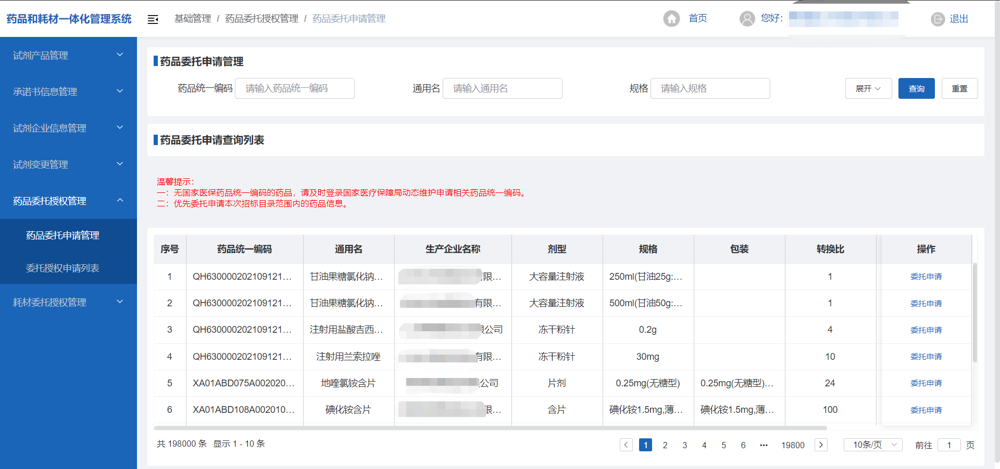 药品和耗材一体化管理系统
基础管理 / 药品委托授权管理 / 药品委托申请管理
首页
您好：
退出
试剂产品管理
承诺书信息管理
试剂企业信息管理
试剂变更管理
药品委托授权管理
药品委托申请管理
委托授权申请列表
耗材委托授权管理
药品委托申请管理
药品统一编码 请输入药品统一编码 通用名 请输入通用名 规格 请输入规格 展开 查询 重置
药品委托申请查询列表
温馨提示：
一：无国家医保药品统一编码的药品，请及时登录国家医疗保障局动态维护申请相关药品统一编码。
二：优先委托申请本次招标目录范围内的药品信息。
序号 药品统一编码 通用名 生产企业名称 剂型 规格 包装 转换比 操作
1 QH630000202109121... 甘油果糖氯化钠... 限... 大容量注射液 250ml(甘油25g:... 1 委托申请
2 QH630000202109121... 甘油果糖氯化钠... 有限... 大容量注射液 500ml(甘油50g:... 1 委托申请
3 QH630000202109121... 注射用盐酸吉西... 限公司 冻干粉针 0.2g 4 委托申请
4 QH630000202109121... 注射用兰索拉唑 有限... 冻干粉针 30mg 10 委托申请
5 XA01ABD075A002020... 地喹氯铵含片 公司 片剂 0.25mg(无糖型) 0.25mg(无糖型)... 24 委托申请
6 XA01ABD108A002010... 碘化铵含片 限... 含片 碘化铵1.5mg,薄... 碘化铵1.5mg,薄... 100 委托申请
共 198000 条 显示 1 - 10 条
1 2 3 4 5 6 ... 19800 10条/页 前往 1 页